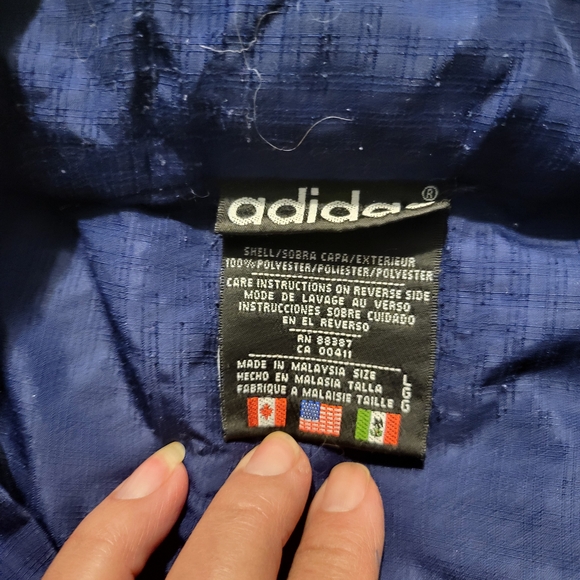 adidas®
SHELL/SOBRA CAPA/EXTERIEUR
100% POLYESTER/POLIESTER/POLYESTER
CARE INSTRUCTIONS ON REVERSE SIDE
MODE DE LAVAGE AU VERSO
INSTRUCCIONES SOBRE CUIDADO
EN EL REVERSO
RN 88387
CA 00411
MADE IN MALAYSIA SIZE
HECHO EN MALASIA TALLA
FABRIQUE A MALAISIE TAILLE
LGG